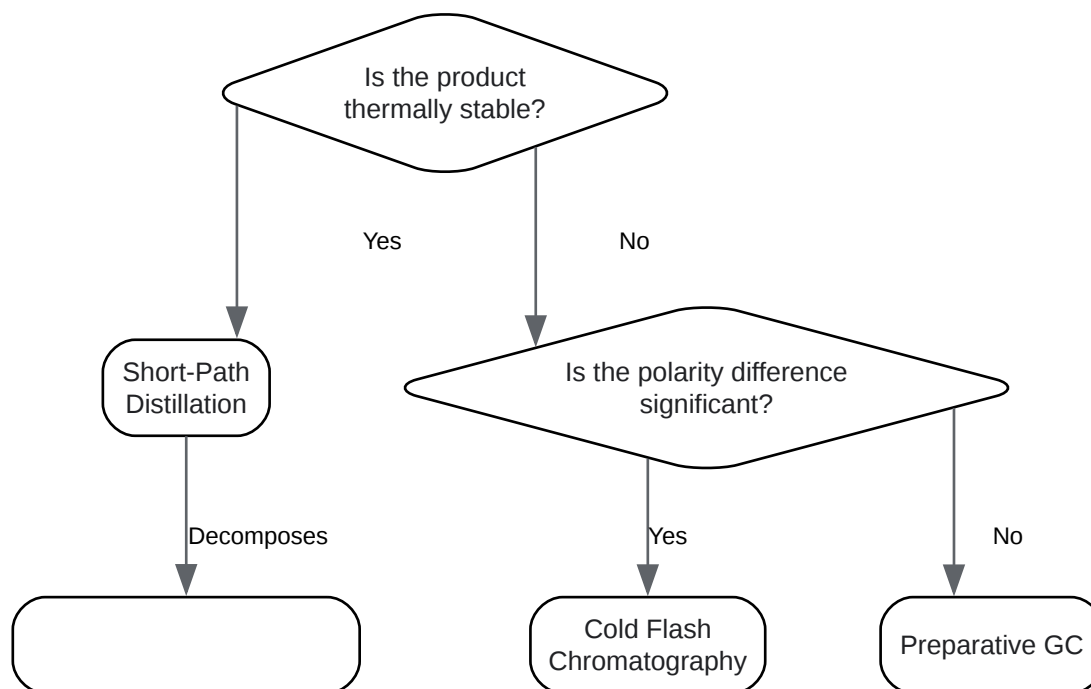 Is the product
thermally stable?
Yes
No
Short-Path
Distillation
Is the polarity difference
significant?
Decomposes
Yes
No
Cold Flash
Chromatography
Preparative GC